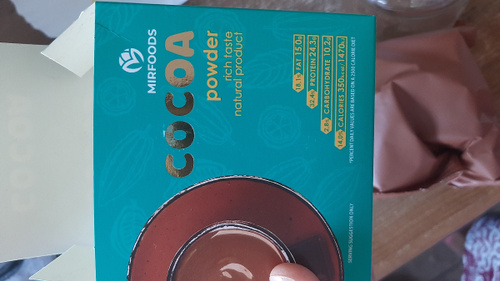 MIRFOODS
COCOA
powder
rich taste
natural product
FAT 15.0g
PROTEIN 24.3g
CARBOHYDRATE 10.2g
CALORIES 350kcal 1470kJ
*PERCENT DAILY VALUES ARE BASED ON A 2500 CALORIE DIET
SERVING SUGGESTION ONLY